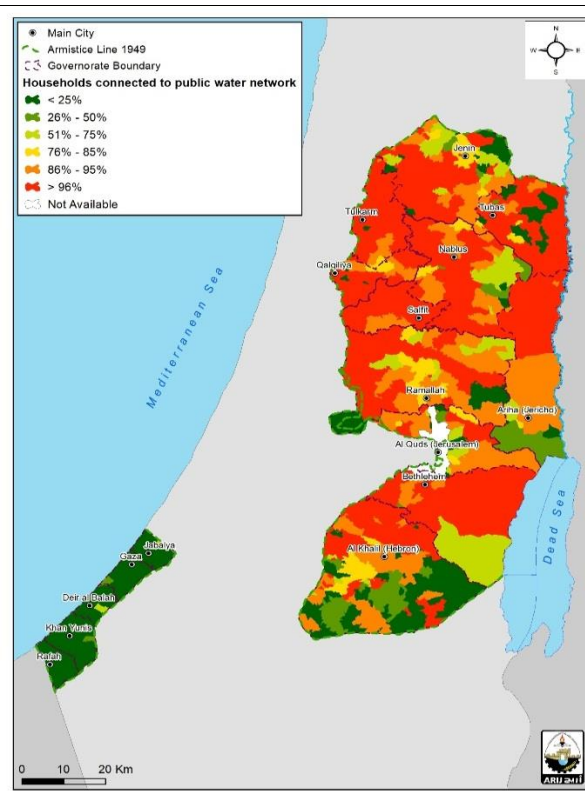 Main City
Armistice Line 1949
Governorate Boundary
Households connected to public water network
< 25%
26% - 50%
51% - 75%
76% - 85%
86% - 95%
> 96%
Not Available
N
W E
S
Jenin
Tubas
Tulkarm
Nablus
Qalqiliya
Salfit
Mediterranean Sea
Ramallah
Ariha (Jericho)
Al Quds (Jerusalem)
Bethlehem
Dead Sea
Jabalya
Gaza
Al Khalil (Hebron)
Deir al Balah
Khan Yunis
Rafah
0 10 20 Km
ARIJ أريج